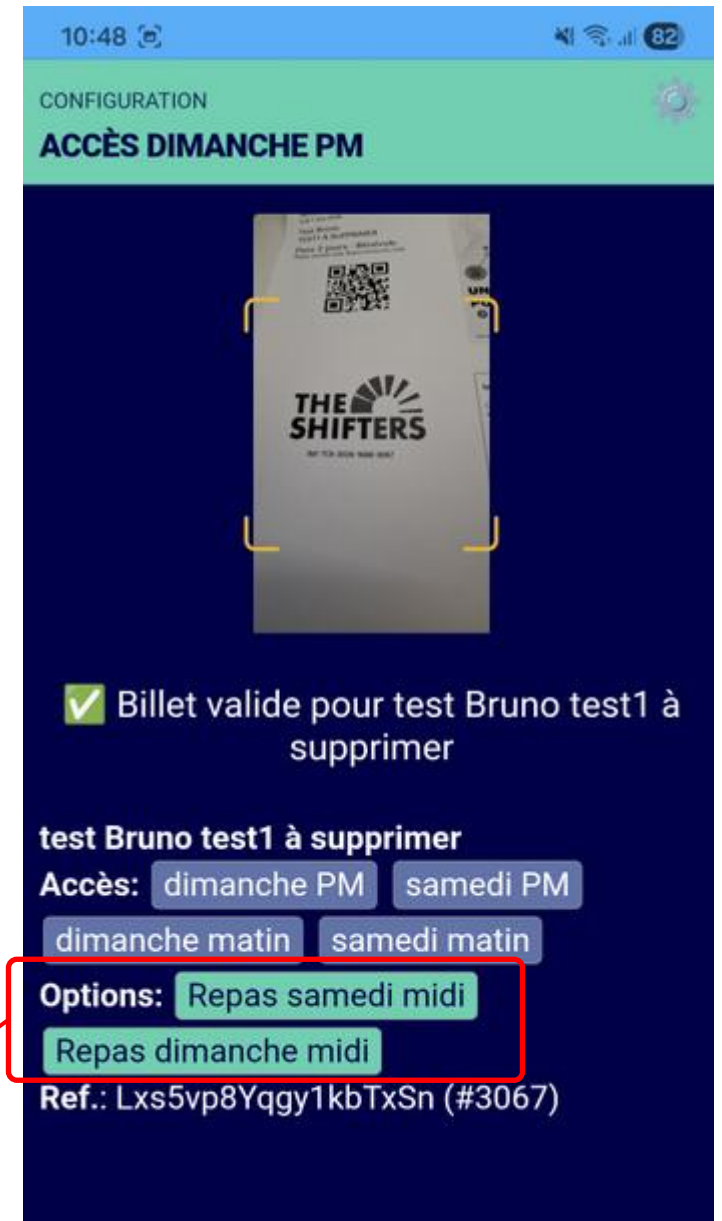 10:48
82
CONFIGURATION
ACCÈS DIMANCHE PM
THE
SHIFTERS
✅ Billet valide pour test Bruno test1 à
supprimer
test Bruno test1 à supprimer
Accès: dimanche PM samedi PM
dimanche matin samedi matin
Options: Repas samedi midi
Repas dimanche midi
Ref.: Lxs5vp8Yqgy1kbTxSn (#3067)